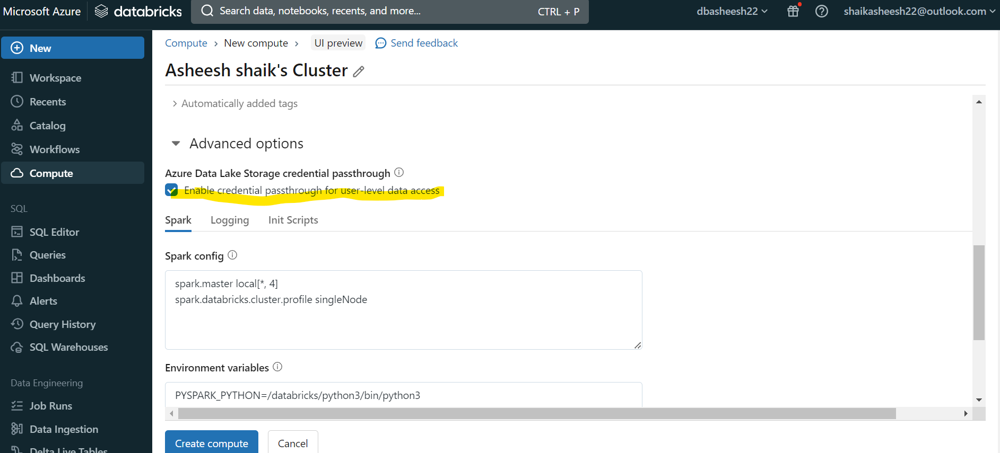 Microsoft Azure
databricks
Search data, notebooks, recents, and more...
CTRL + P
dbasheesh22
shaikasheesh22@outlook.com
New
Workspace
Recents
Catalog
Workflows
Compute
SQL
SQL Editor
Queries
Dashboards
Alerts
Query History
SQL Warehouses
Data Engineering
Job Runs
Data Ingestion
Delta Live Tables
Compute › New compute › UI preview Send feedback
Asheesh shaik's Cluster
Automatically added tags
Advanced options
Azure Data Lake Storage credential passthrough
Enable credential passthrough for user-level data access
Spark Logging Init Scripts
Spark config
spark.master local[*, 4]
spark.databricks.cluster.profile singleNode
Environment variables
PYSPARK_PYTHON=/databricks/python3/bin/python3
Create compute
Cancel